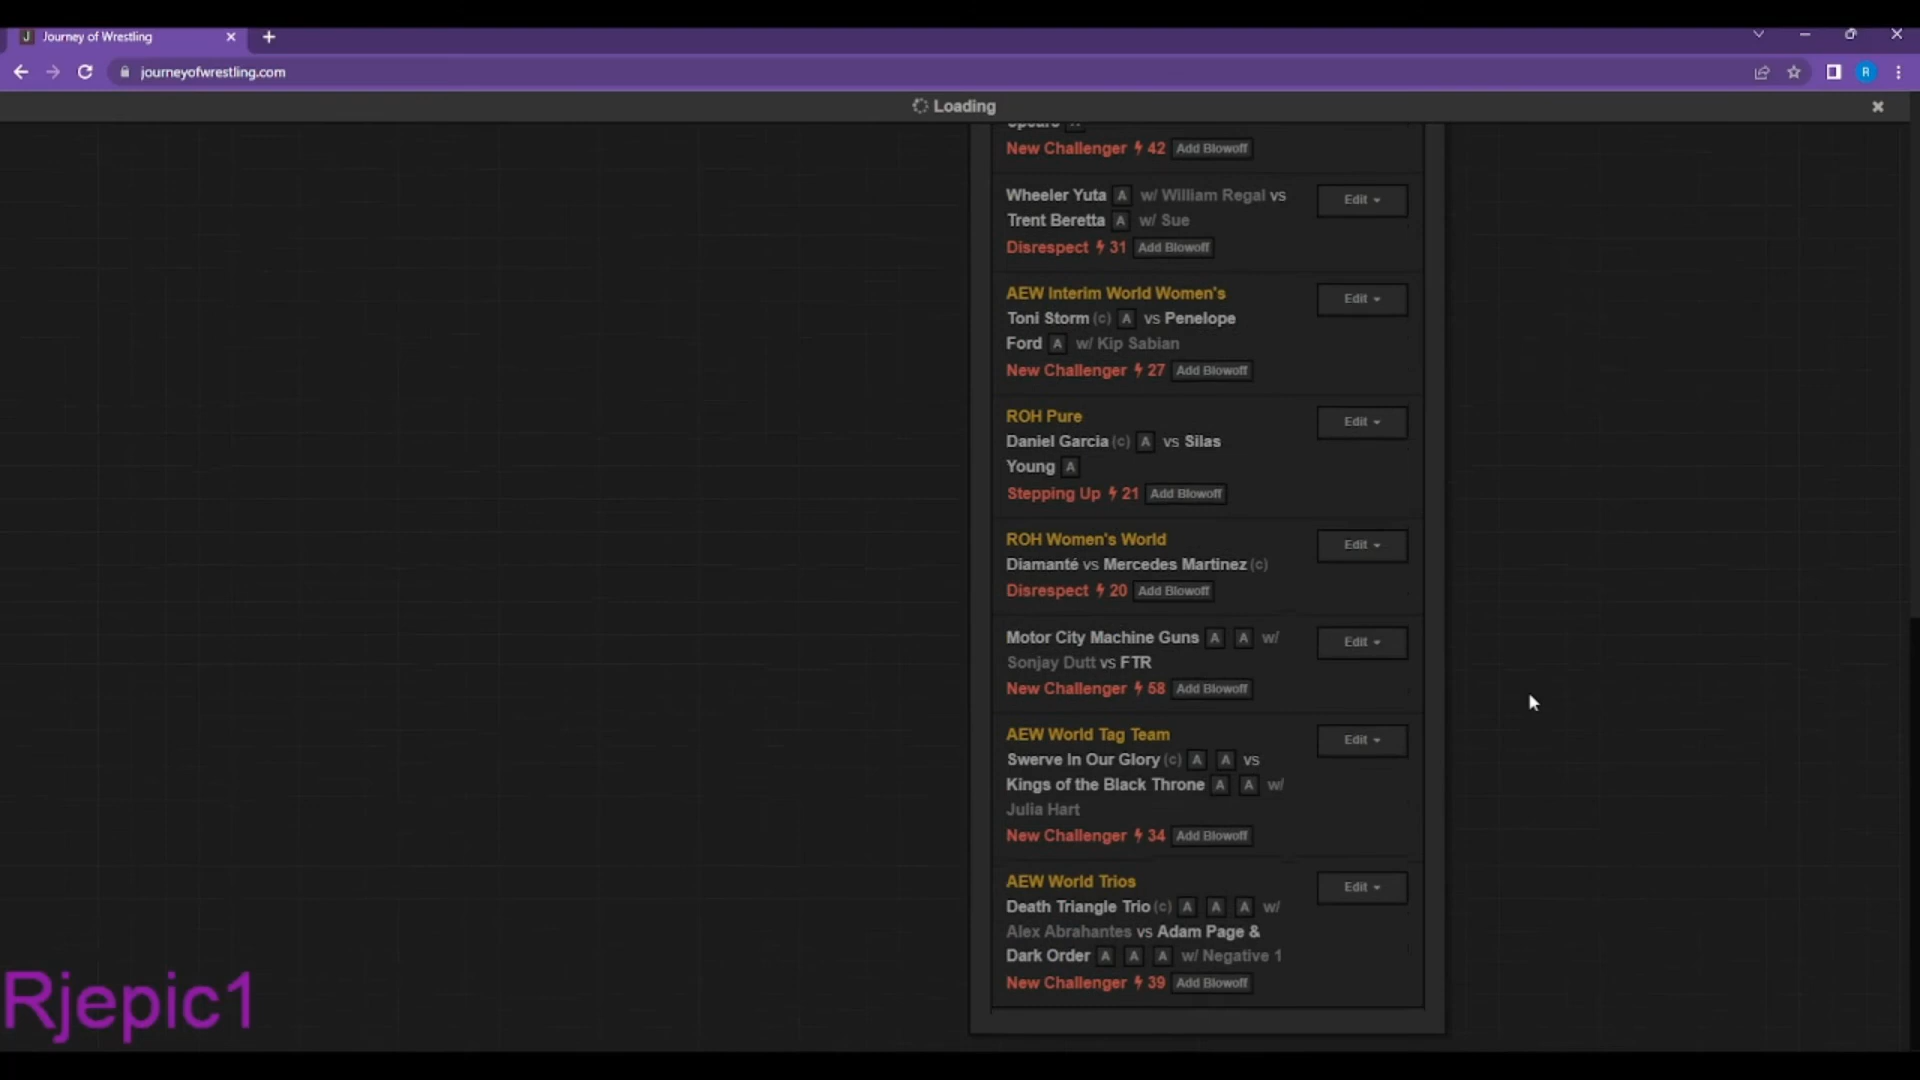 J Journey of Wrestling
journeyofwrestling.com
R
Loading
Spears A
New Challenger 42 Add Blowoff
Wheeler Yuta A w/ William Regal vs
Edit
Trent Beretta A w/ Sue
Disrespect 31 Add Blowoff
AEW Interim World Women's
Edit
Toni Storm (c) A vs Penelope
Ford A w/ Kip Sabian
New Challenger 27 Add Blowoff
ROH Pure
Edit
Daniel Garcia (c) A vs Silas
Young A
Stepping Up 21 Add Blowoff
ROH Women's World
Edit
Diamanté vs Mercedes Martinez (c)
Disrespect 20 Add Blowoff
Motor City Machine Guns A A w/
Edit
Sonjay Dutt vs FTR
New Challenger 58 Add Blowoff
AEW World Tag Team
Edit
Swerve In Our Glory (c) A A vs
Kings of the Black Throne A A w/
Julia Hart
New Challenger 34 Add Blowoff
AEW World Trios
Edit
Death Triangle Trio (c) A A A w/
Alex Abrahantes vs Adam Page &
Dark Order A A A w/ Negative 1
New Challenger 39 Add Blowoff
Rjepic1